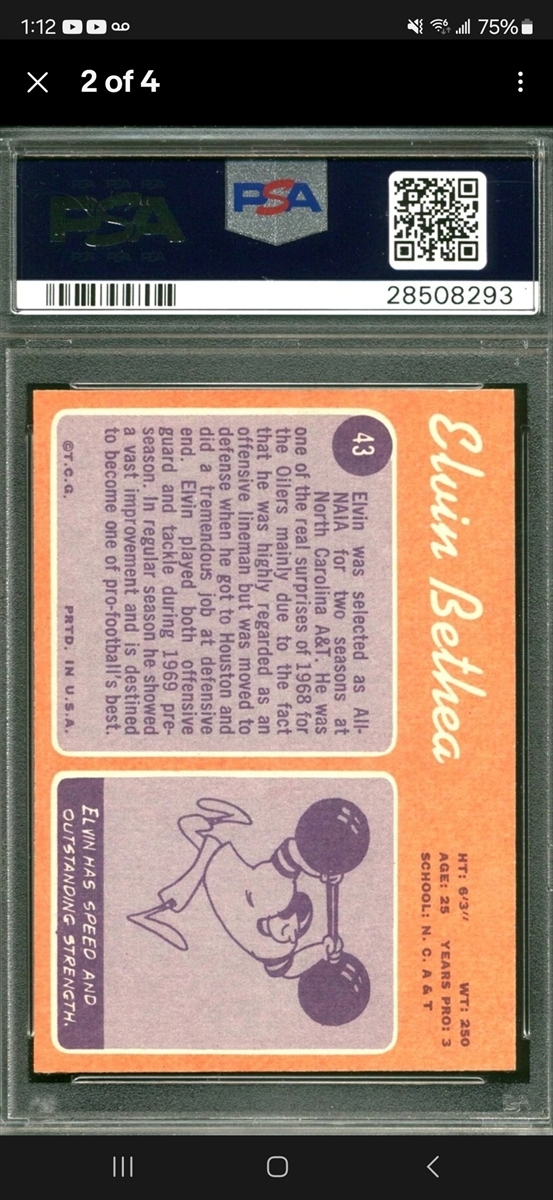 1:12
75%
2 of 4
PSA
PSA
28508293
Elvin Bethea
HT: 6'3" WT: 250
AGE: 25 YEARS PRO: 3
SCHOOL: N. C. A & T
43
Elvin was selected as All-
NAIA for two seasons at
North Carolina A&T. He was
one of the real surprises of 1968 for
the Oilers mainly due to the fact
that he was highly regarded as an
offensive lineman but was moved to
defense when he got to Houston and
did a tremendous job at defensive
end. Elvin played both offensive
guard and tackle during 1969 pre-
season. In regular season he showed
a vast improvement and is destined
to become one of pro-football's best.
©T.C.G. PRTD. IN U.S.A.
ELVIN HAS SPEED AND
OUTSTANDING STRENGTH.